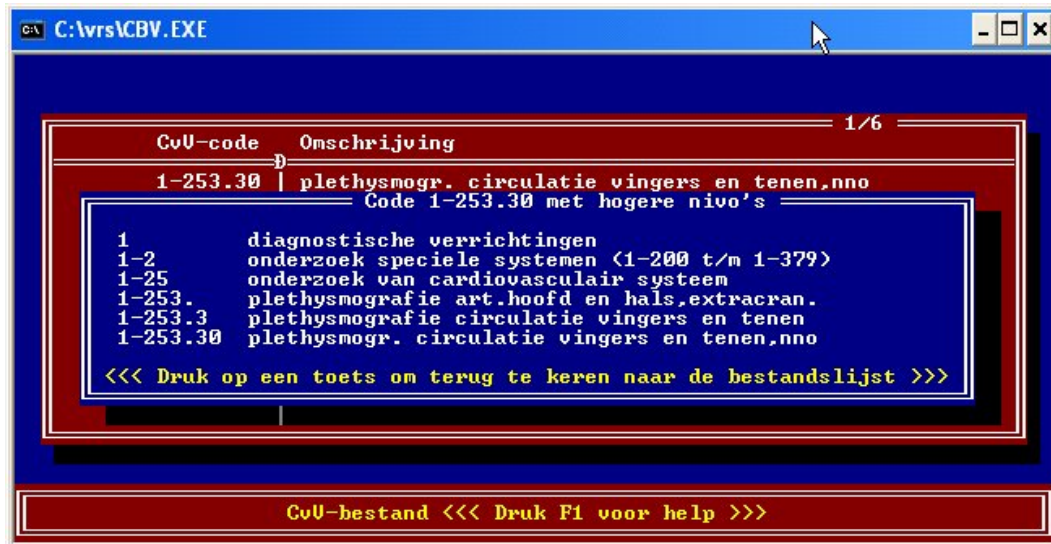 C:\vrs\CBV.EXE
1/6
CvV-code Omschrijving
1-253.30 plethysmogr. circulatie vingers en tenen,nno
Code 1-253.30 met hogere nivo's
1 diagnostische verrichtingen
1-2 onderzoek speciele systemen (1-200 t/m 1-379)
1-25 onderzoek van cardiovasculair systeem
1-253. plethysmografie art.hoofd en hals,extracran.
1-253.3 plethysmografie circulatie vingers en tenen
1-253.30 plethysmogr. circulatie vingers en tenen,nno
<<< Druk op een toets om terug te keren naar de bestandslijst >>>
CvV-bestand <<< Druk F1 voor help >>>